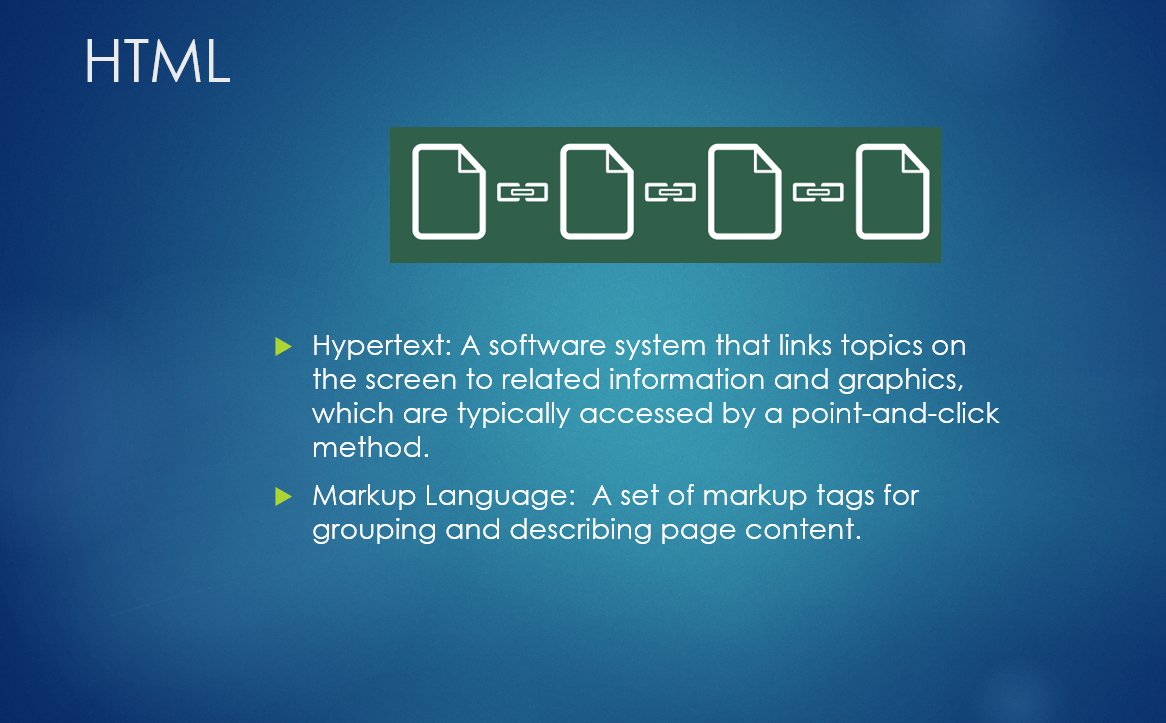 HTML
Hypertext: A software system that links topics on
the screen to related information and graphics,
which are typically accessed by a point-and-click
method.
Markup Language:  A set of markup tags for
grouping and describing page content.